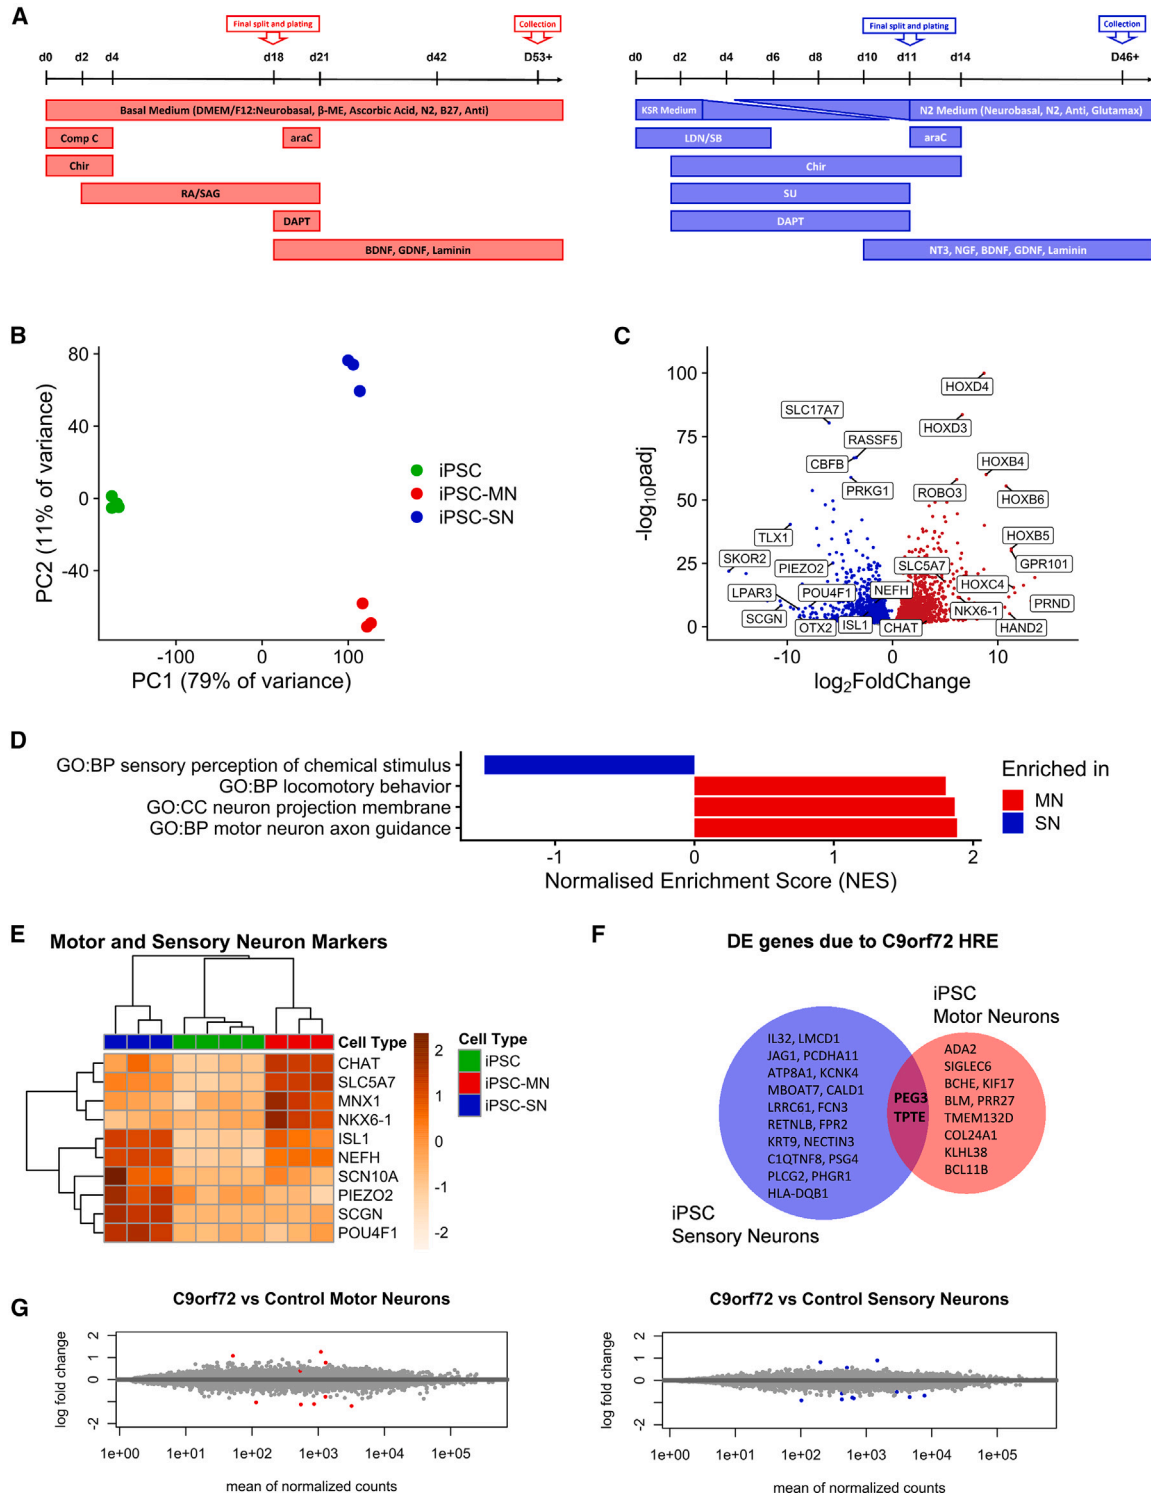 A
Final split and plating
Collection
d0 d2 d4 d18 d21 d42 D53+
Basal Medium (DMEM/F12:Neurobasal, β-ME, Ascorbic Acid, N2, B27, Anti)
Comp C
araC
Chir
RA/SAG
DAPT
BDNF, GDNF, Laminin
Final split and plating
Collection
d0 d2 d4 d6 d8 d10 d11 d14 D46+
KSR Medium
N2 Medium (Neurobasal, N2, Anti, Glutamax)
LDN/SB
araC
Chir
SU
DAPT
NT3, NGF, BDNF, GDNF, Laminin
B
80
40
0
-40
PC2 (11% of variance)
-100 0 100
PC1 (79% of variance)
iPSC
iPSC-MN
iPSC-SN
C
100
75
50
25
0
-log10padj
HOXD4
SLC17A7
HOXD3
RASSF5
CBFB
HOXB4
PRKG1
ROBO3
HOXB6
TLX1
HOXB5
SKOR2
PIEZO2
SLC5A7
GPR101
LPAR3
POU4F1
NEFH
HOXC4
PRND
SCGN
OTX2
ISL1
CHAT
NKX6-1
HAND2
-10 0 10
log2FoldChange
D
GO:BP sensory perception of chemical stimulus
GO:BP locomotory behavior
GO:CC neuron projection membrane
GO:BP motor neuron axon guidance
-1 0 1 2
Normalised Enrichment Score (NES)
Enriched in
MN
SN
E
Motor and Sensory Neuron Markers
Cell Type
CHAT
SLC5A7
MNX1
NKX6-1
ISL1
NEFH
SCN10A
PIEZO2
SCGN
POU4F1
2
1
0
-1
-2
Cell Type
iPSC
iPSC-MN
iPSC-SN
F
DE genes due to C9orf72 HRE
iPSC
Motor Neurons
IL32, LMCD1
JAG1, PCDHA11
ATP8A1, KCNK4
MBOAT7, CALD1
LRRC61, FCN3
RETNLB, FPR2
KRT9, NECTIN3
C1QTNF8, PSG4
PLCG2, PHGR1
HLA-DQB1
PEG3
TPTE
ADA2
SIGLEC6
BCHE, KIF17
BLM, PRR27
TMEM132D
COL24A1
KLHL38
BCL11B
iPSC
Sensory Neurons
G
C9orf72 vs Control Motor Neurons
log fold change
2
1
0
-2
1e+00 1e+01 1e+02 1e+03 1e+04 1e+05
mean of normalized counts
C9orf72 vs Control Sensory Neurons
log fold change
2
1
0
-2
1e+00 1e+01 1e+02 1e+03 1e+04 1e+05
mean of normalized counts